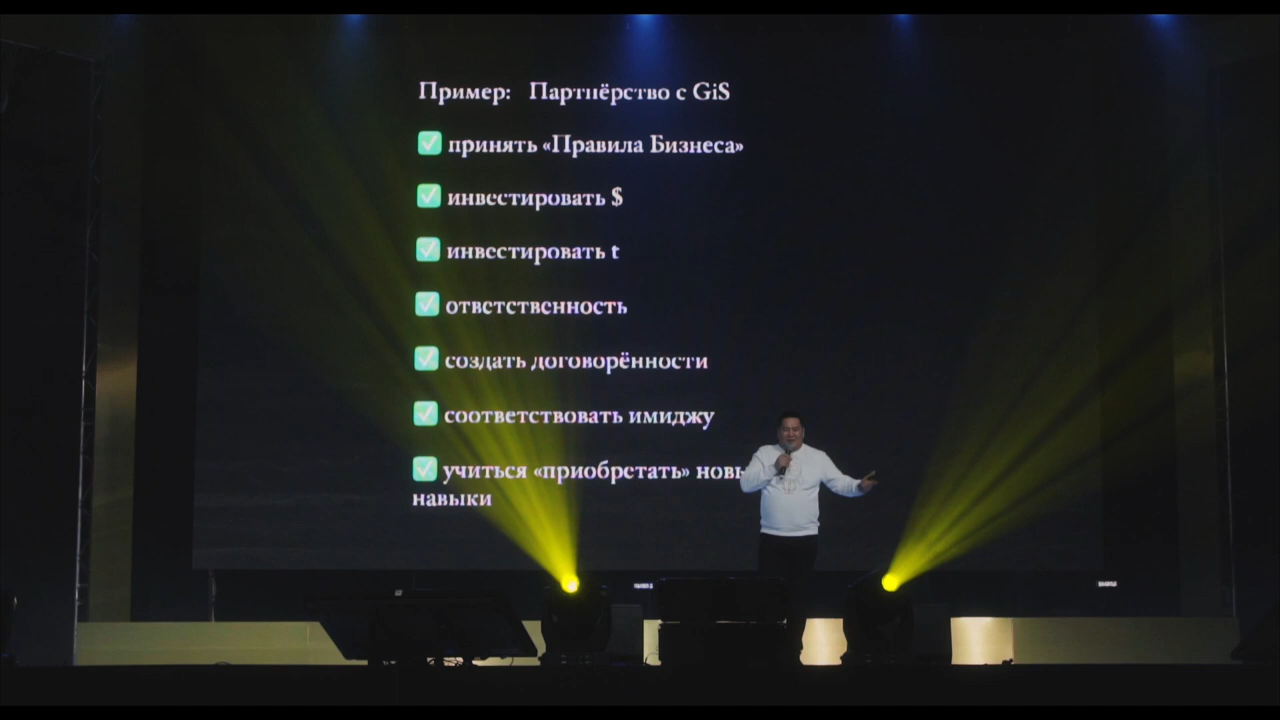 Пример: Партнёрство с GiS
✅ принять «Правила Бизнеса»
✅ инвестировать $
✅ инвестировать t
✅ ответственность
✅ создать договорённости
✅ соответствовать имиджу
✅ учиться «приобретать»
навыки